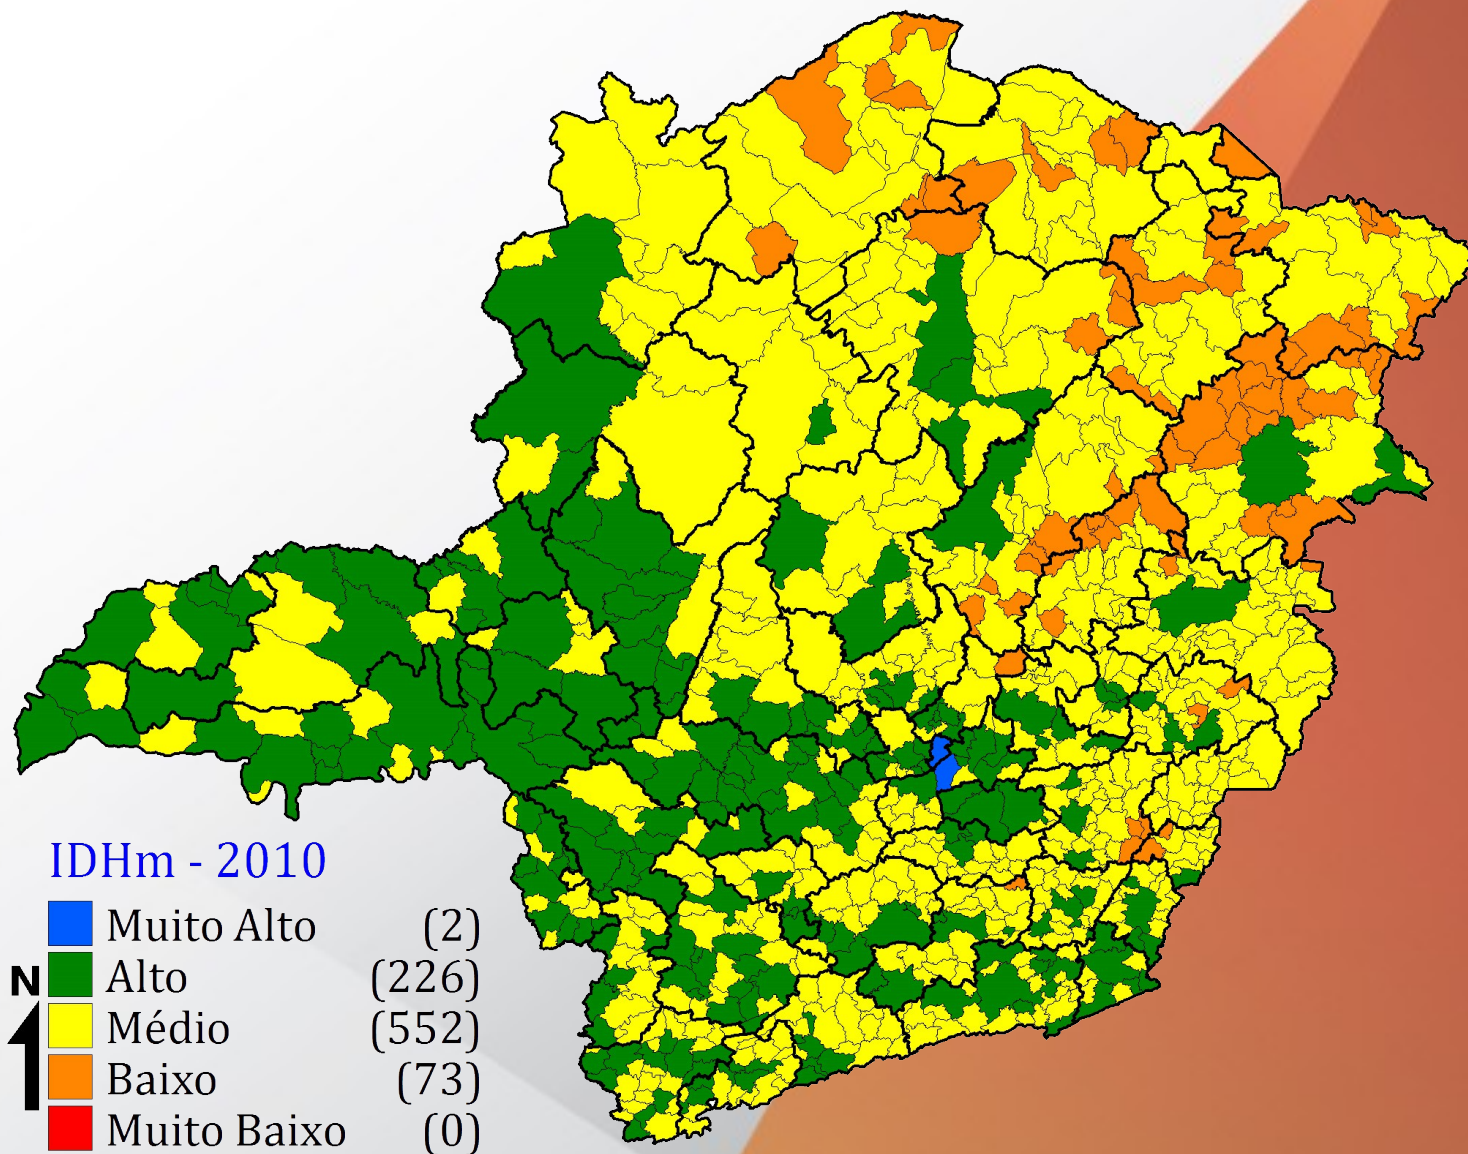 IDHm - 2010
Muito Alto (2)
N
Alto (226)
Médio (552)
Baixo (73)
Muito Baixo (0)